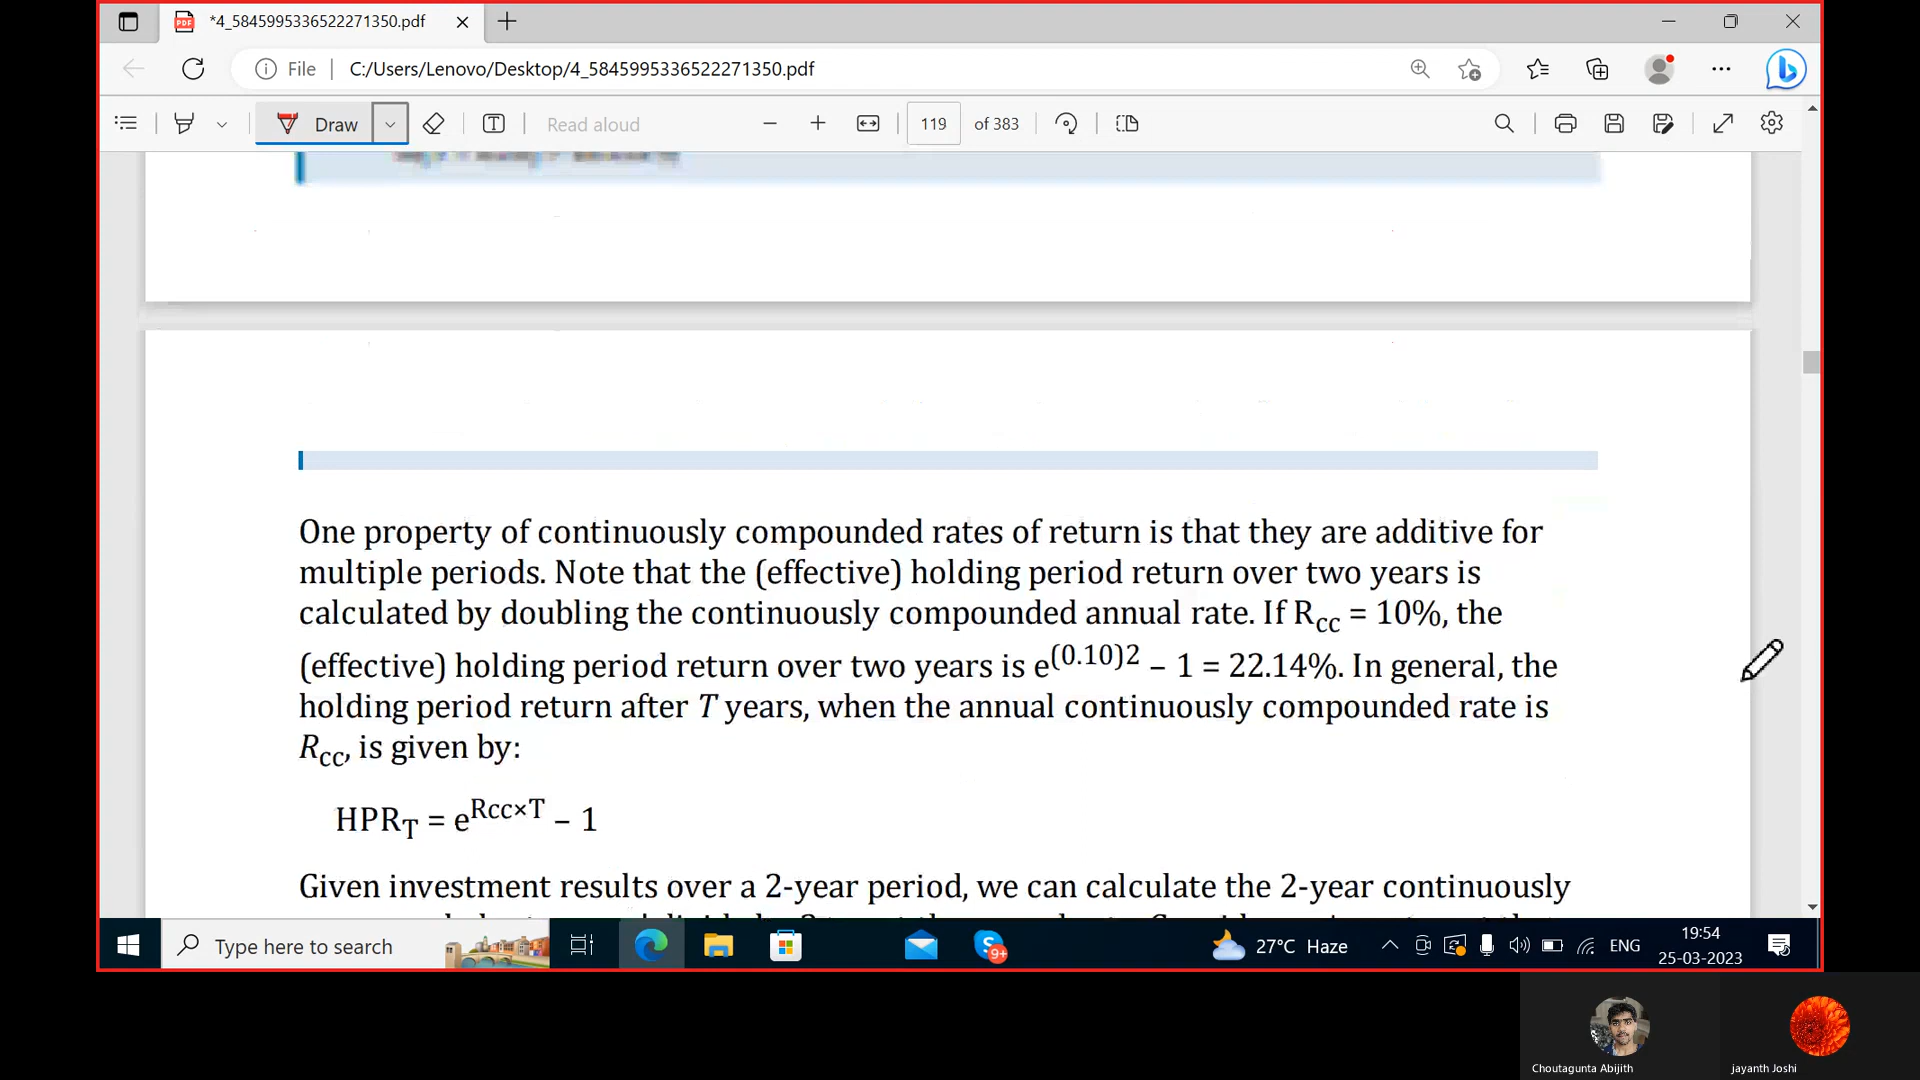 *4_5845995336522271350.pdf
File
C:/Users/Lenovo/Desktop/4_5845995336522271350.pdf
Draw
Read aloud
119
of 383
One property of continuously compounded rates of return is that they are additive for
multiple periods. Note that the (effective) holding period return over two years is
calculated by doubling the continuously compounded annual rate. If Rcc = 10%, the
(effective) holding period return over two years is e^(0.10)2 – 1 = 22.14%. In general, the
holding period return after T years, when the annual continuously compounded rate is
Rcc, is given by:
HPRT = e^Rcc×T – 1
Given investment results over a 2-year period, we can calculate the 2-year continuously
Type here to search
9+
27°C Haze
ENG
19:54
25-03-2023
Choutagunta Abijith
jayanth Joshi